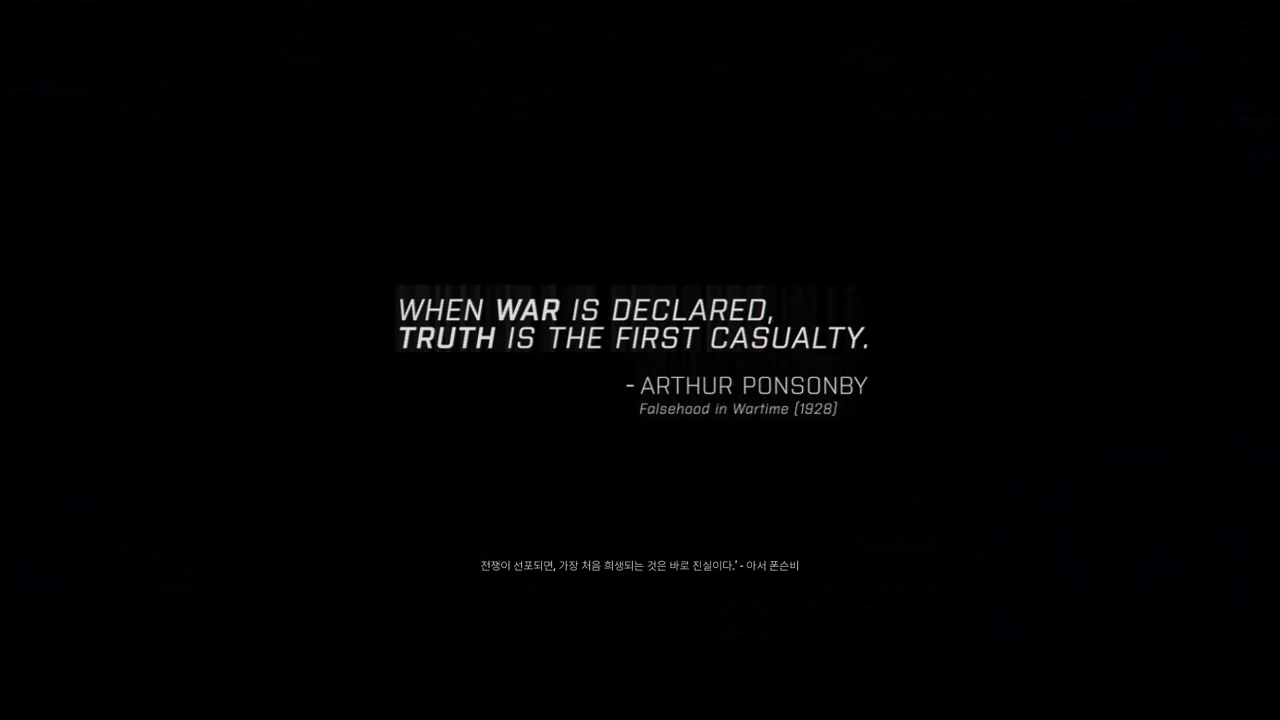 WHEN WAR IS DECLARED,
TRUTH IS THE FIRST CASUALTY.
- ARTHUR PONSONBY
Falsehood in Wartime [1928]
전쟁이 선포되면, 가장 처음 희생되는 것은 바로 진실이다.' - 아서 폰슨비